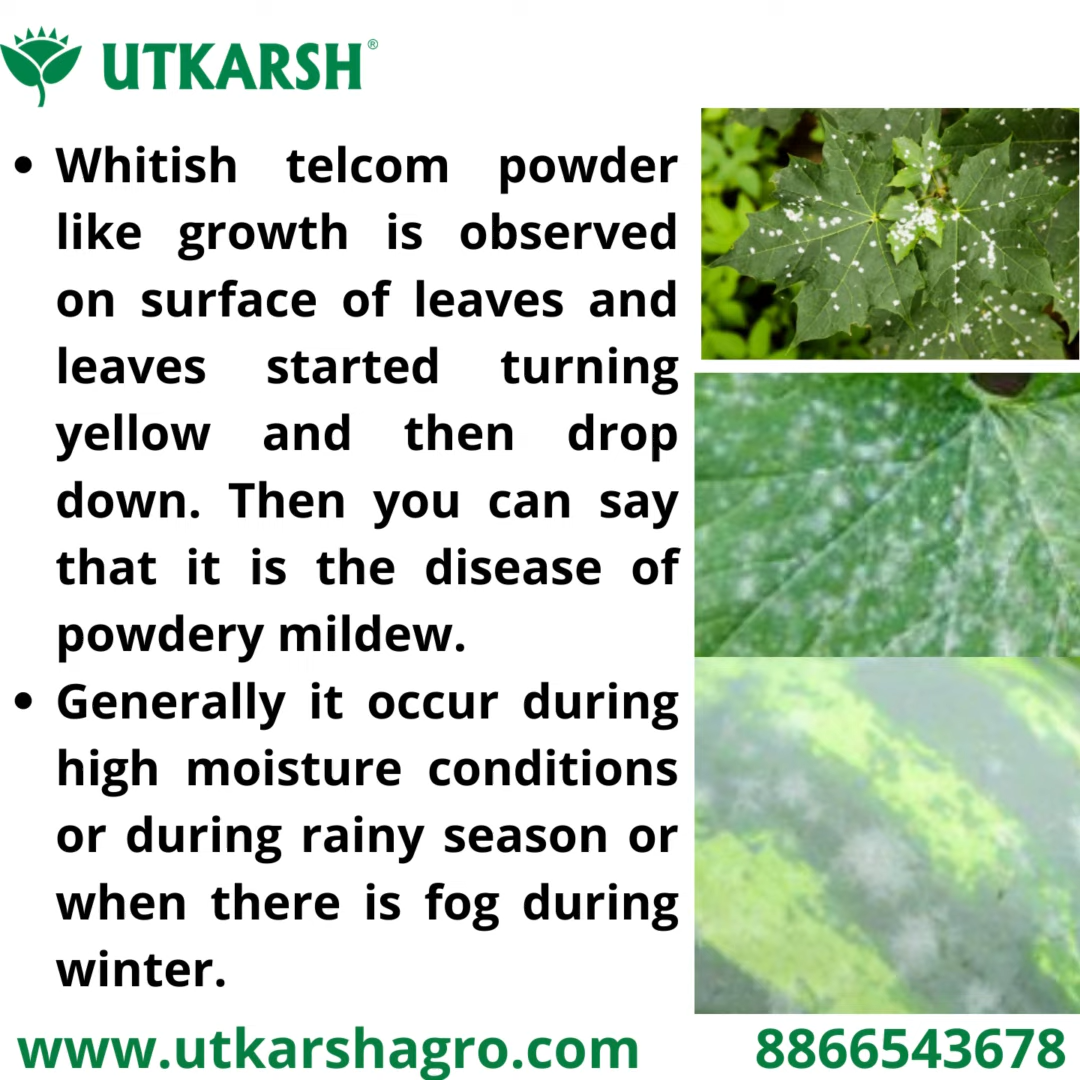 UTKARSH®
• Whitish telcom powder
like growth is observed
on surface of leaves and
leaves started turning
yellow and then drop
down. Then you can say
that it is the disease of
powdery mildew.
• Generally it occur during
high moisture conditions
or during rainy season or
when there is fog during
winter.
www.utkarshagro.com
8866543678